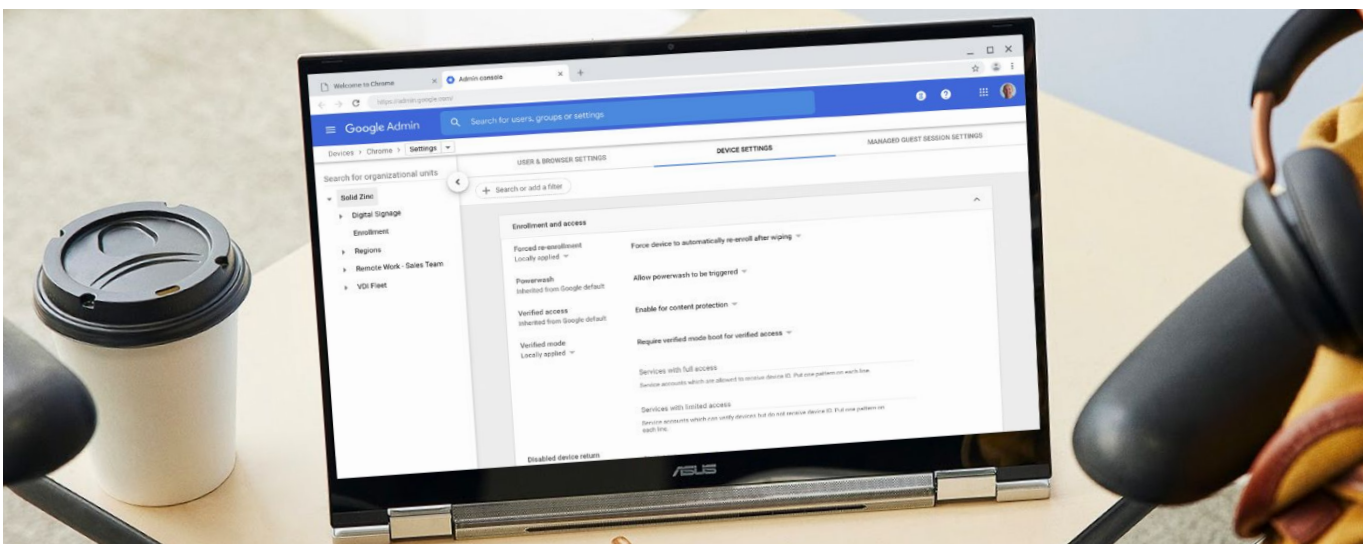 Welcome to Chrome
Admin console
https://admin.google.com/
Google Admin
Search for users, groups or settings
Devices > Chrome > Settings
USER & BROWSER SETTINGS
DEVICE SETTINGS
MANAGED GUEST SESSION SETTINGS
Search for organizational units
+ Search or add a filter
Solid Zinc
Digital Signage
Enrollment
Regions
Remote Work - Sales Team
VDI Fleet
Enrollment and access
Forced re-enrollment
Locally applied
Force device to automatically re-enroll after wiping
Powerwash
Inherited from Google default
Allow powerwash to be triggered
Verified access
Inherited from Google default
Enable for content protection
Verified mode
Locally applied
Require verified mode boot for verified access
Services with full access
Service accounts which are allowed to receive device ID. Put one pattern on each line.
Services with limited access
Service accounts which can verify devices but do not receive device ID. Put one pattern on
each line.
Disabled device return
ASUS